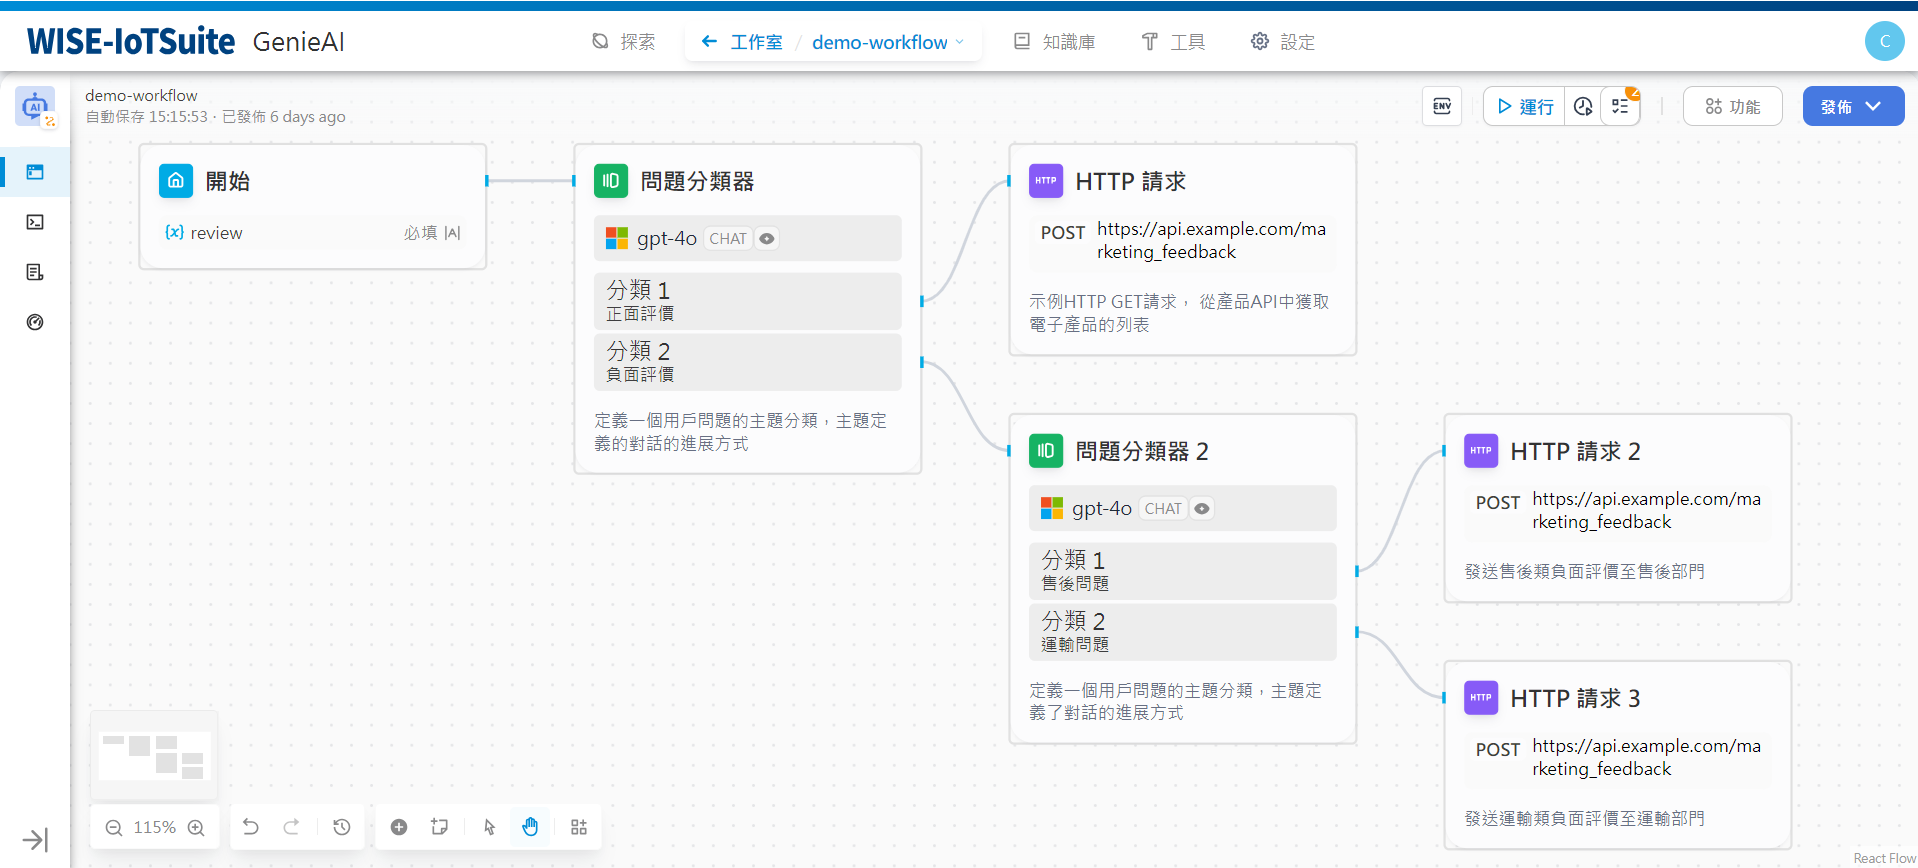 WISE-IoTSuite GenieAI
探索
工作室 / demo-workflow
知識庫
工具
設定
C
demo-workflow
自動保存 15:15:53 · 已發佈 6 days ago
ENV
運行
2
功能
發佈
開始
{x} review
必填
問題分類器
gpt-4o CHAT
分類 1
正面評價
分類 2
負面評價
定義一個用戶問題的主題分類，主題定
義的對話的進展方式
HTTP HTTP 請求
POST https://api.example.com/ma
rketing_feedback
示例HTTP GET請求， 從產品API中獲取
電子產品的列表
問題分類器 2
gpt-4o CHAT
分類 1
售後問題
分類 2
運輸問題
定義一個用戶問題的主題分類，主題定
義了對話的進展方式
HTTP HTTP 請求 2
POST https://api.example.com/ma
rketing_feedback
發送售後類負面評價至售後部門
HTTP HTTP 請求 3
POST https://api.example.com/ma
rketing_feedback
發送運輸類負面評價至運輸部門
115%
React Flow